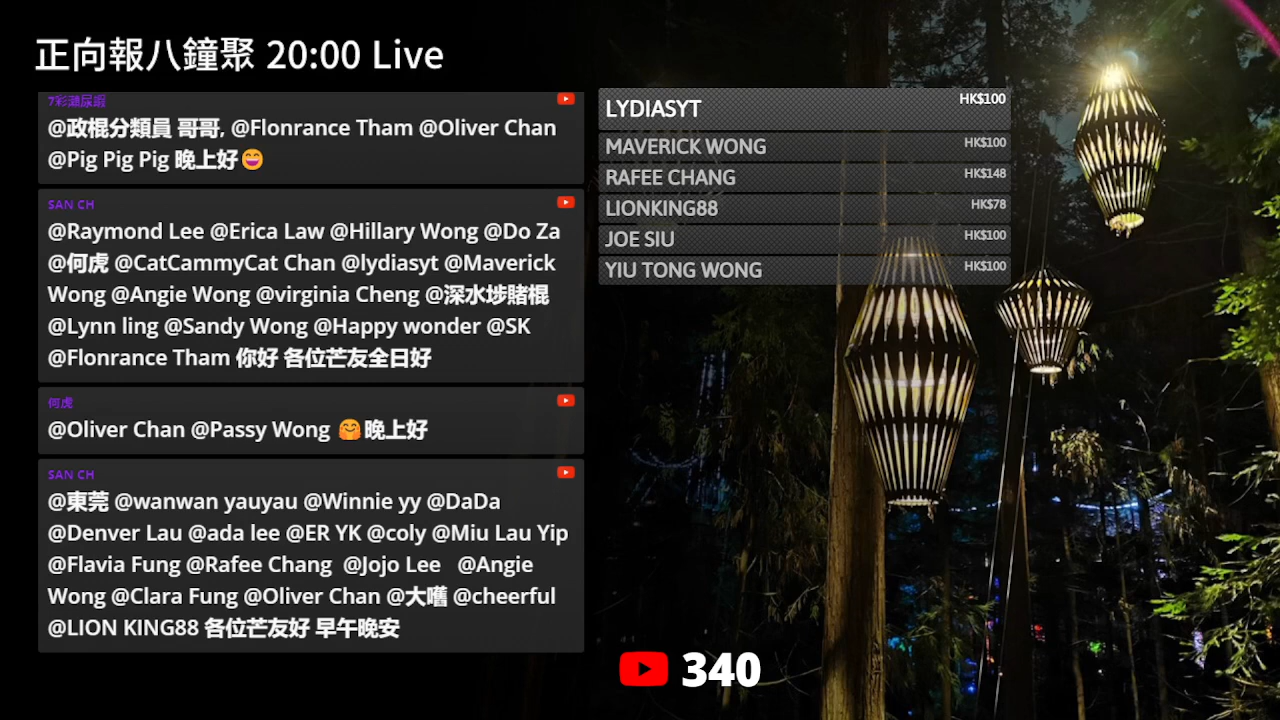 正向報八鐘聚 20:00 Live
7彩瀨尿蝦
@政棍分類員 哥哥, @Flonrance Tham @Oliver Chan
@Pig Pig Pig 晚上好😄
SAN CH
@Raymond Lee @Erica Law @Hillary Wong @Do Za
@何虎 @CatCammyCat Chan @lydiasyt @Maverick
Wong @Angie Wong @virginia Cheng @深水埗賭棍
@Lynn ling @Sandy Wong @Happy wonder @SK
@Flonrance Tham 你好 各位芒友全日好
何虎
@Oliver Chan @Passy Wong 🤗晚上好
SAN CH
@東莞 @wanwan yauyau @Winnie yy @DaDa
@Denver Lau @ada lee @ER YK @coly @Miu Lau Yip
@Flavia Fung @Rafee Chang @Jojo Lee @Angie
Wong @Clara Fung @Oliver Chan @大嚿 @cheerful
@LION KING88 各位芒友好 早午晚安
LYDIASYT HK$100
MAVERICK WONG HK$100
RAFEE CHANG HK$148
LIONKING88 HK$78
JOE SIU HK$100
YIU TONG WONG HK$100
340